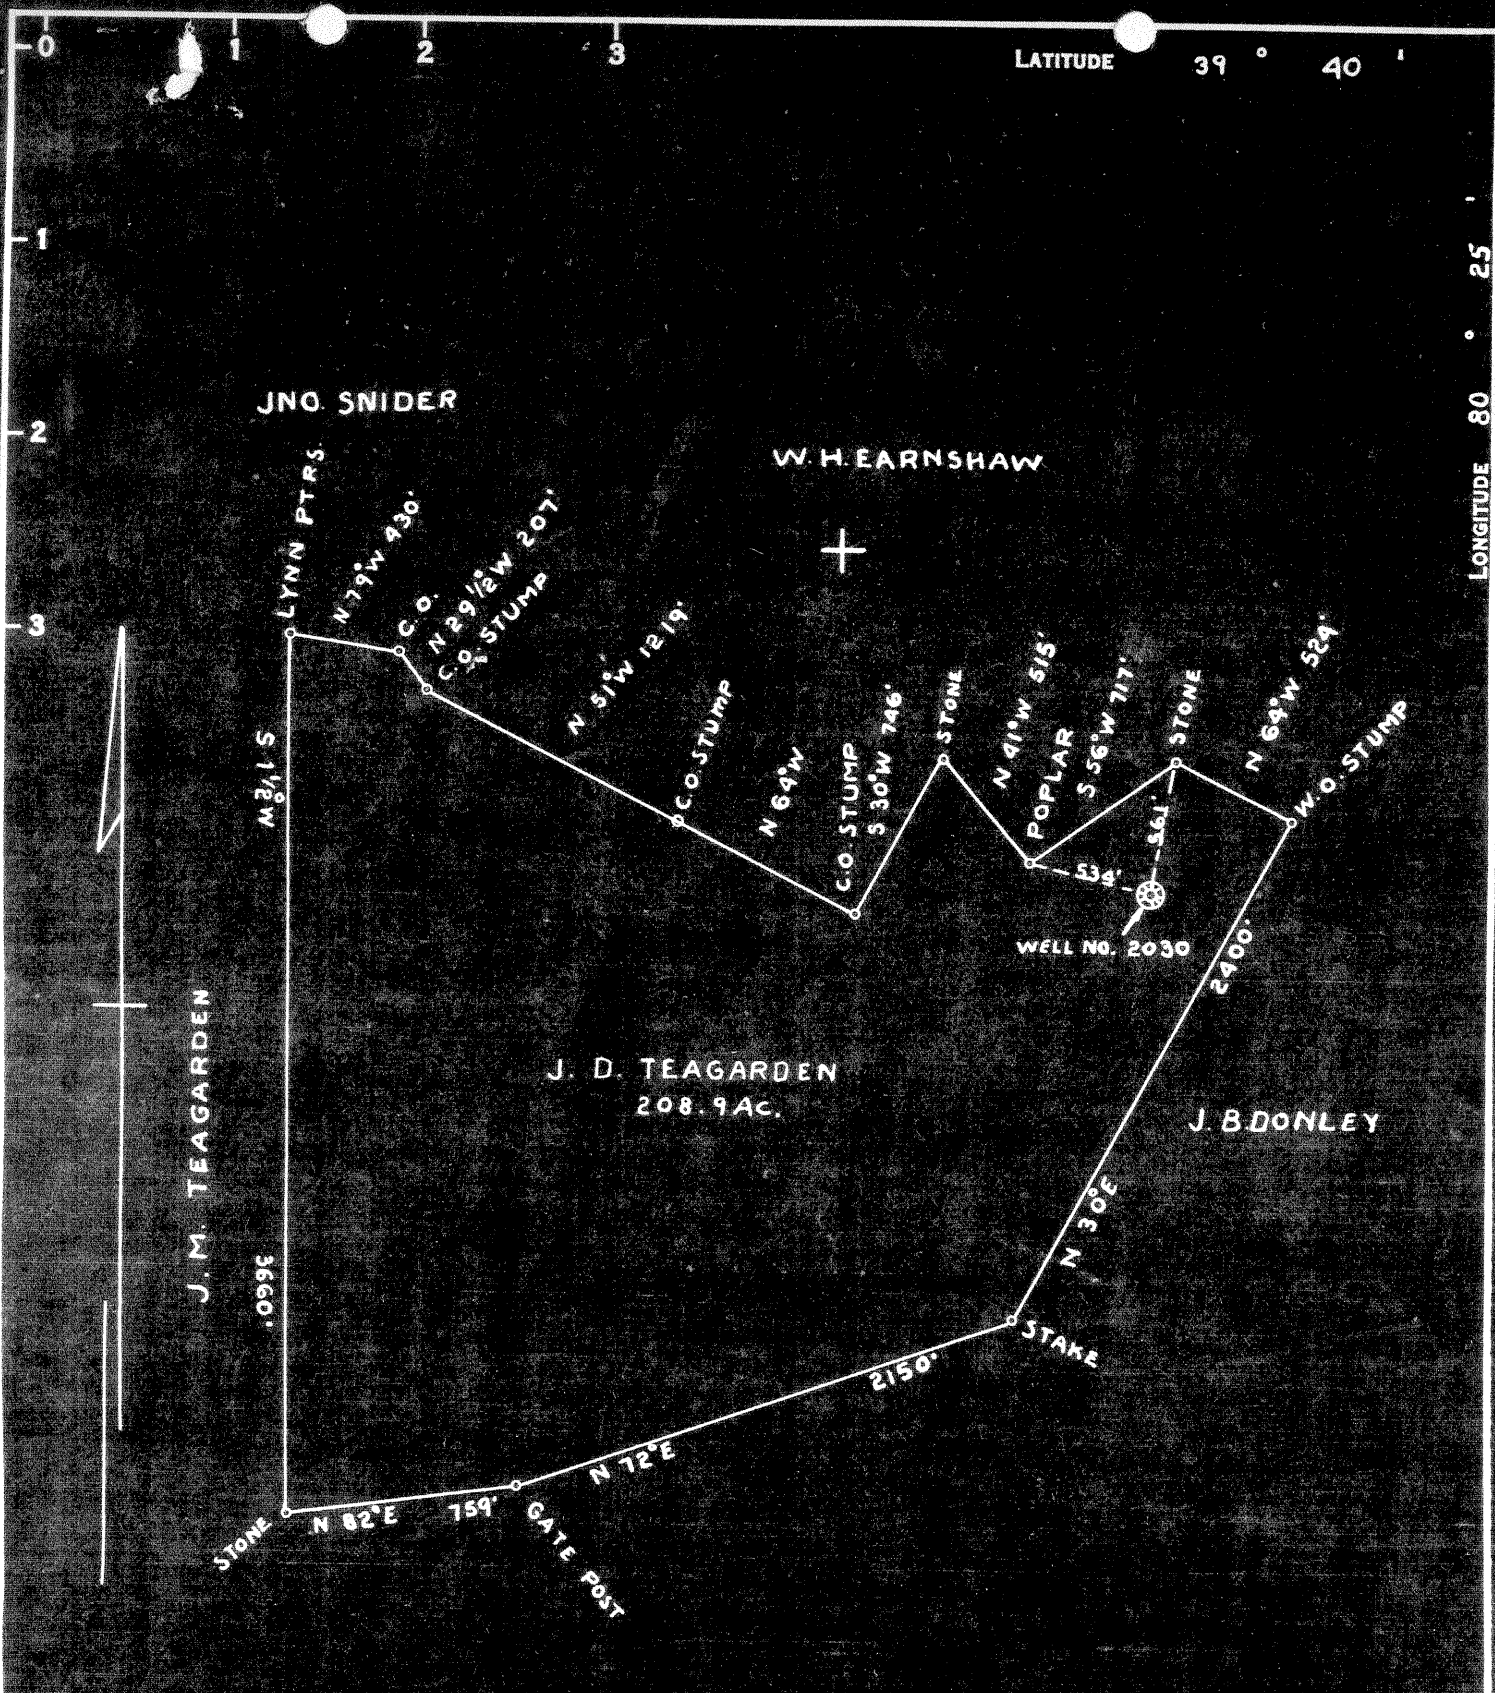 0 1 2 3
LATITUDE 39 ° 40 '
1
2
3
LONGITUDE 80 ° 25 '
JNO. SNIDER
W. H. EARNSHAW
LYNN PTRS.
N 79°W 430'
C.O.
N 29 1/2°W 207'
C.O. STUMP
N 51°W 1219'
C.O. STUMP
N 64°W
C.O. STUMP
S 30°W 746'
STONE
N 41°W 515'
POPLAR
S 56°W 717'
STONE
N 64°W 524'
W.O. STUMP
561'
534'
WELL NO. 2030
2400'
N 30°E
J. B. DONLEY
S 1 1/2°W
3660'
J. M. TEAGARDEN
J. D. TEAGARDEN
208.9 AC.
STAKE
2150'
N 72°E
GATE POST
759'
N 82°E
STONE